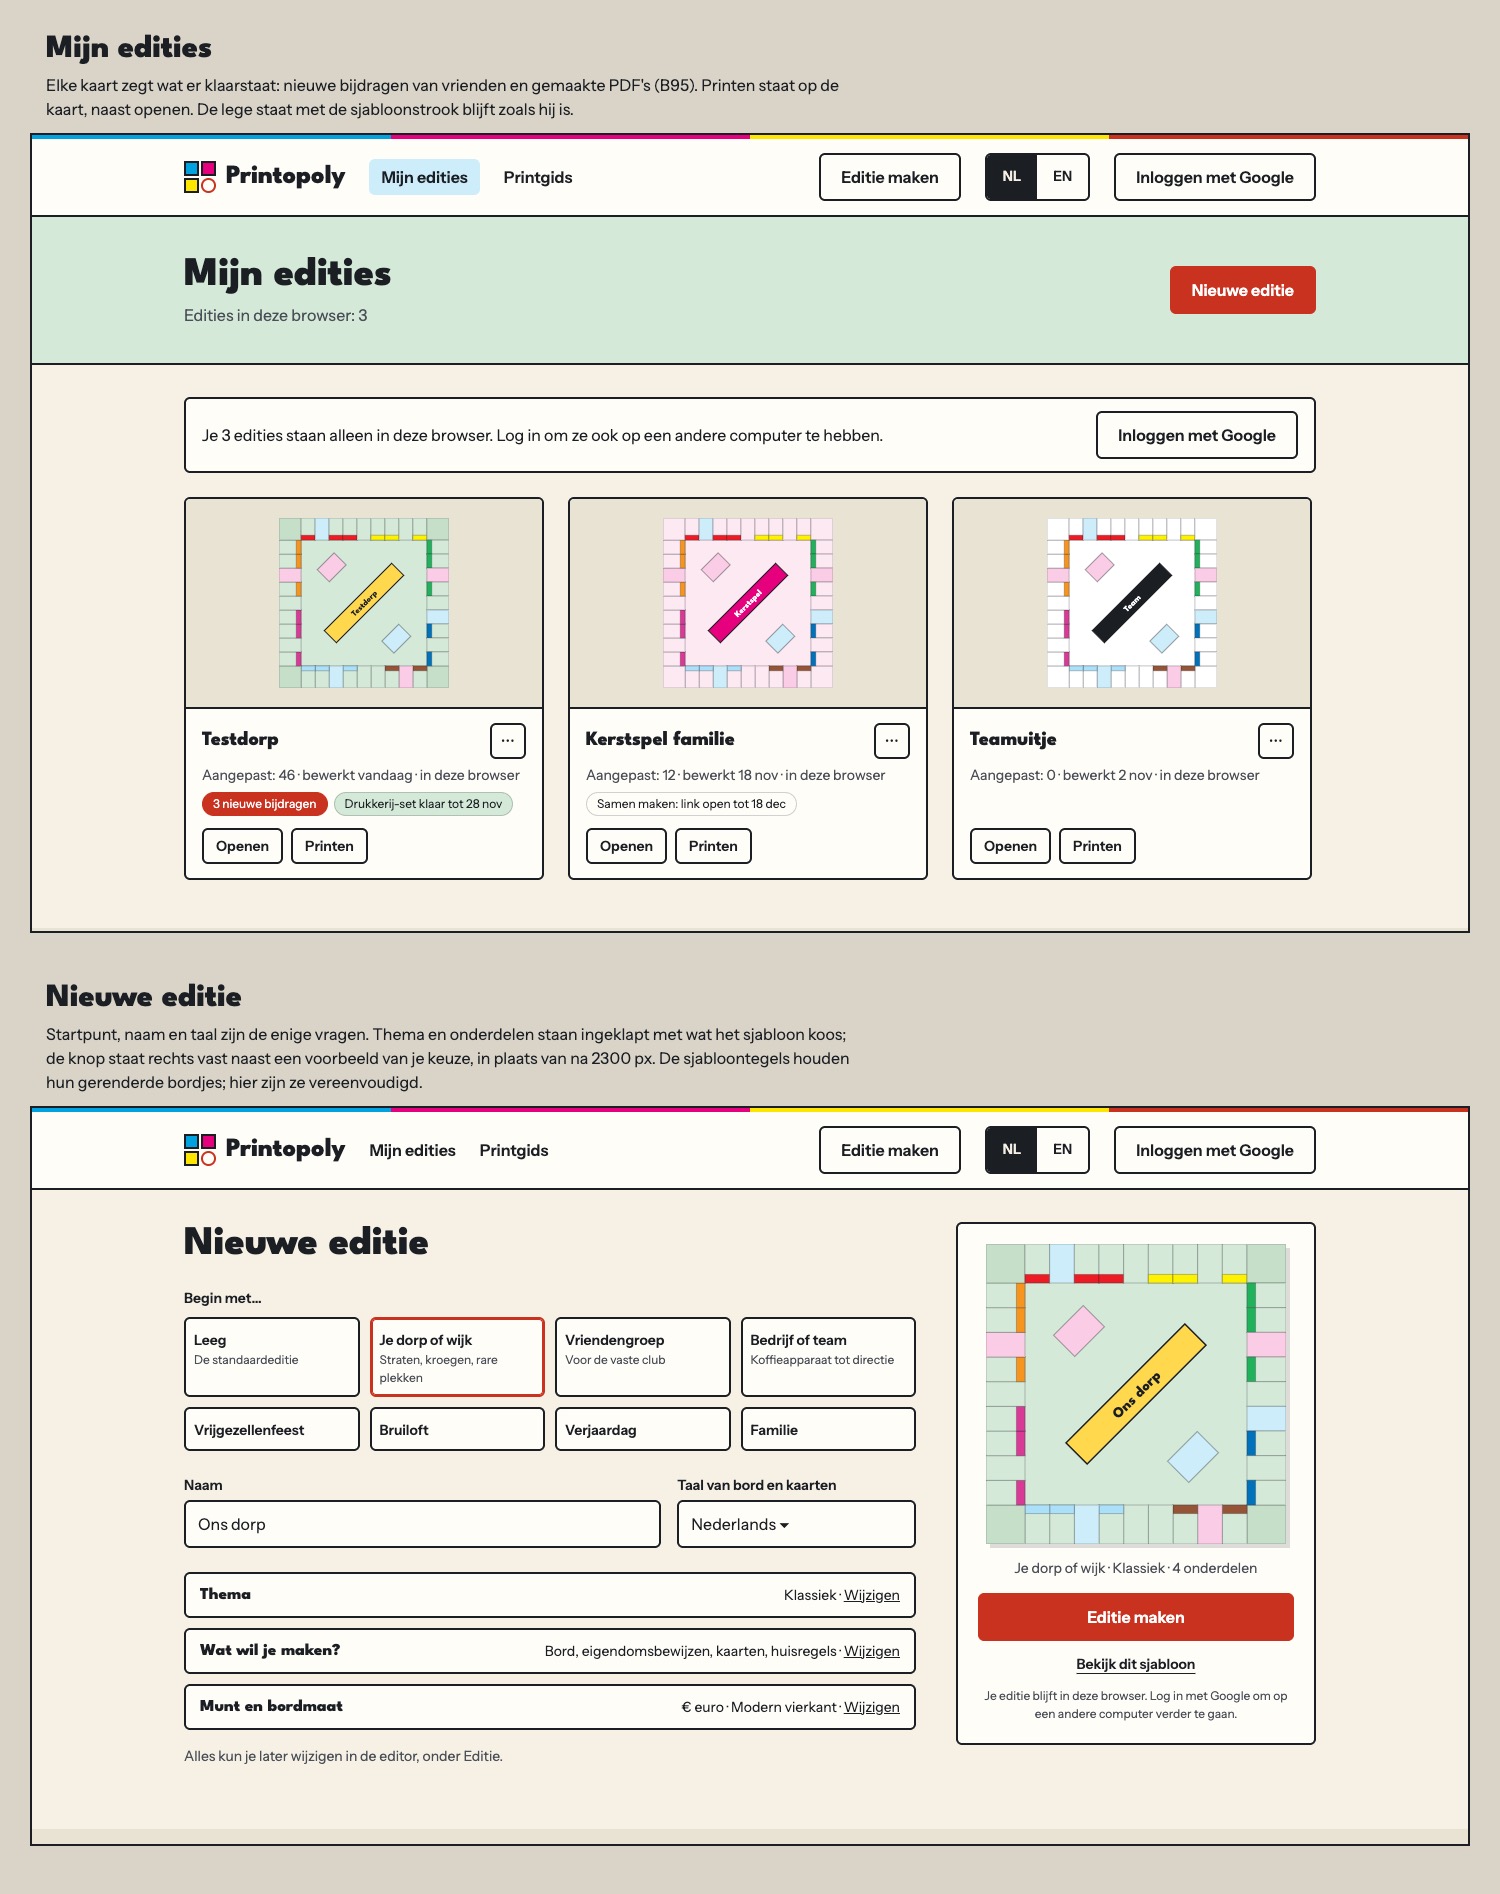 Mijn edities
Elke kaart zegt wat er klaarstaat: nieuwe bijdragen van vrienden en gemaakte PDF's (B95). Printen staat op de
kaart, naast openen. De lege staat met de sjabloonstrook blijft zoals hij is.
Printopoly
Mijn edities
Printgids
Editie maken
NL
EN
Inloggen met Google
Mijn edities
Edities in deze browser: 3
Nieuwe editie
Je 3 edities staan alleen in deze browser. Log in om ze ook op een andere computer te hebben.
Inloggen met Google
Testdorp
Kerstspel
Team
Testdorp
...
Aangepast: 46 · bewerkt vandaag · in deze browser
3 nieuwe bijdragen
Drukkerij-set klaar tot 28 nov
Openen
Printen
Kerstspel familie
...
Aangepast: 12 · bewerkt 18 nov · in deze browser
Samen maken: link open tot 18 dec
Openen
Printen
Teamuitje
...
Aangepast: 0 · bewerkt 2 nov · in deze browser
Openen
Printen
Nieuwe editie
Startpunt, naam en taal zijn de enige vragen. Thema en onderdelen staan ingeklapt met wat het sjabloon koos;
de knop staat rechts vast naast een voorbeeld van je keuze, in plaats van na 2300 px. De sjabloontegels houden
hun gerenderde bordjes; hier zijn ze vereenvoudigd.
Printopoly
Mijn edities
Printgids
Editie maken
NL
EN
Inloggen met Google
Nieuwe editie
Begin met...
Leeg
De standaardeditie
Je dorp of wijk
Straten, kroegen, rare
plekken
Vriendengroep
Voor de vaste club
Bedrijf of team
Koffieapparaat tot directie
Vrijgezellenfeest
Bruiloft
Verjaardag
Familie
Naam
Ons dorp
Taal van bord en kaarten
Nederlands
Thema
Klassiek · Wijzigen
Wat wil je maken?
Bord, eigendomsbewijzen, kaarten, huisregels · Wijzigen
Munt en bordmaat
€ euro · Modern vierkant · Wijzigen
Alles kun je later wijzigen in de editor, onder Editie.
Ons dorp
Je dorp of wijk · Klassiek · 4 onderdelen
Editie maken
Bekijk dit sjabloon
Je editie blijft in deze browser. Log in met Google om op
een andere computer verder te gaan.